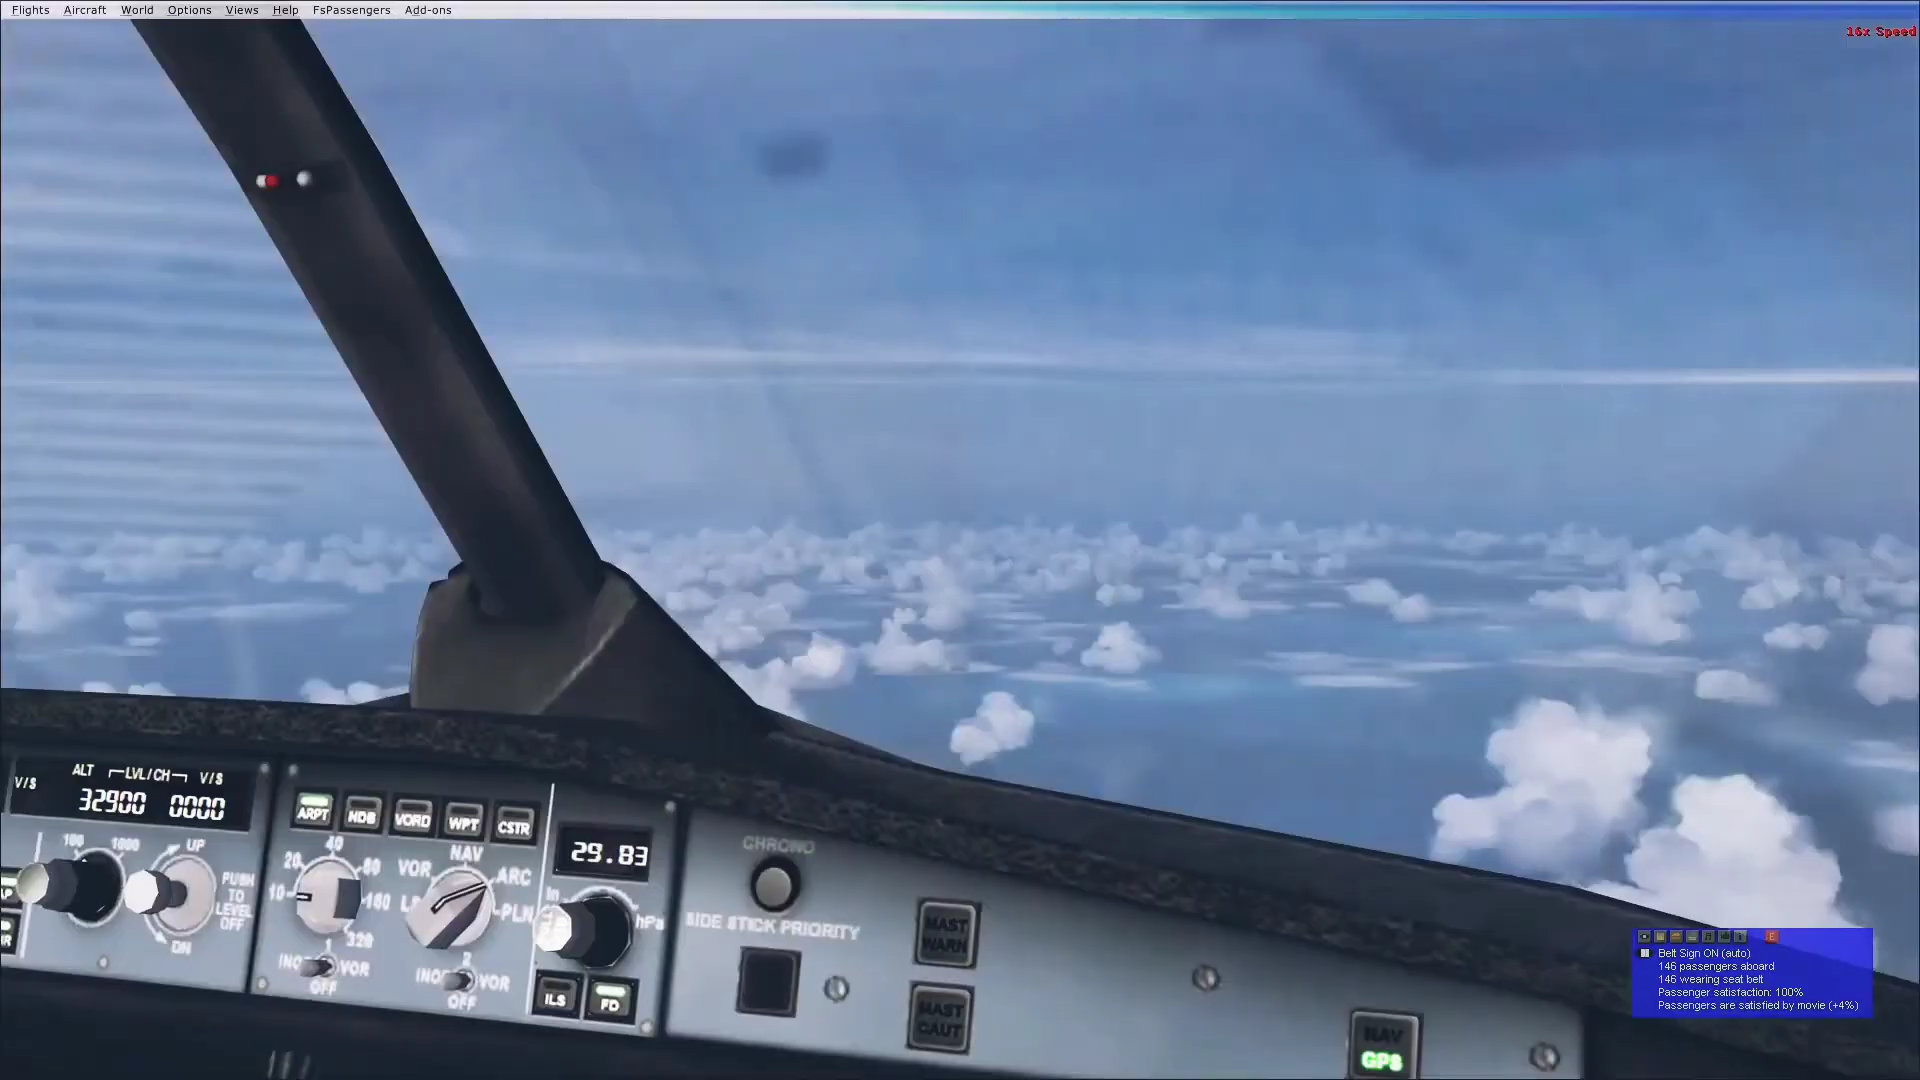 Flights Aircraft World Options Views Help FsPassengers Add-ons
16x Speed
V/S ALT LVL/CH V/S
32900 0000
100 1000
UP
PUSH
TO
LEVEL
OFF
DN
ARPT NDB VORD WPT CSTR
10 20 40 80 160 320
VOR NAV ARC
PLN
1
VOR
OFF
2
VOR
OFF
29.83
In hPa
ILS FD
CHRONO
SIDE STICK PRIORITY
MAST
WARN
MAST
CAUT
NAV
GPS
E
Belt Sign ON (auto)
146 passengers aboard
146 wearing seat belt
Passenger satisfaction: 100%
Passengers are satisfied by movie (+4%)